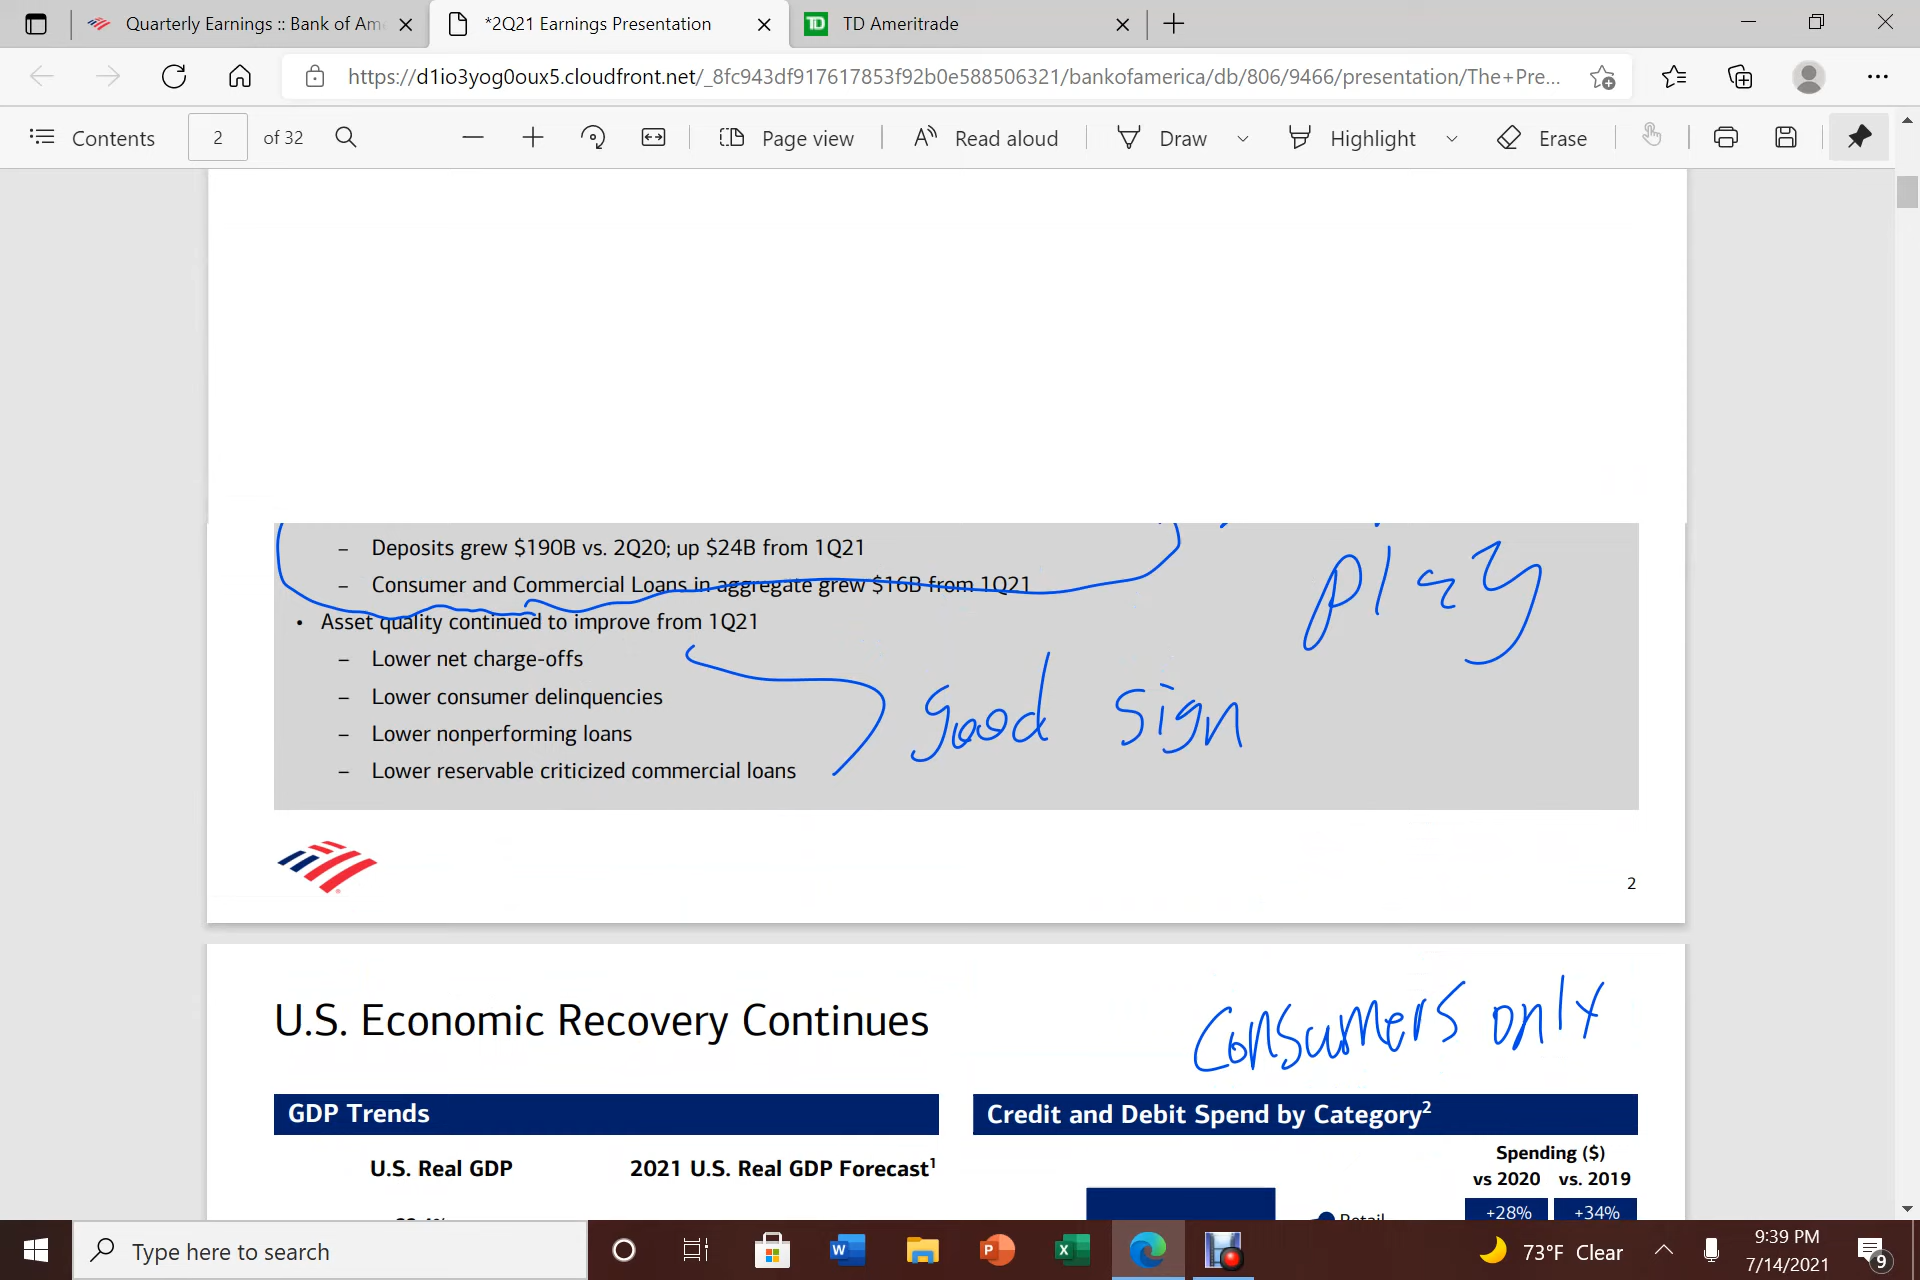 Quarterly Earnings :: Bank of Am
*2Q21 Earnings Presentation
TD Ameritrade
https://d1io3yog0oux5.cloudfront.net/_8fc943df917617853f92b0e588506321/bankofamerica/db/806/9466/presentation/The+Pre...
Contents
2
of 32
Page view
Read aloud
Draw
Highlight
Erase
– Deposits grew $190B vs. 2Q20; up $24B from 1Q21
– Consumer and Commercial Loans in aggregate grew $16B from 1Q21
play
• Asset quality continued to improve from 1Q21
– Lower net charge-offs
– Lower consumer delinquencies
– Lower nonperforming loans
– Lower reservable criticized commercial loans
good sign
2
U.S. Economic Recovery Continues
Consumers only
GDP Trends
U.S. Real GDP
2021 U.S. Real GDP Forecast1
Credit and Debit Spend by Category2
Spending ($)
vs 2020 vs. 2019
Retail
+28% +34%
Type here to search
73°F Clear
9:39 PM
7/14/2021
9